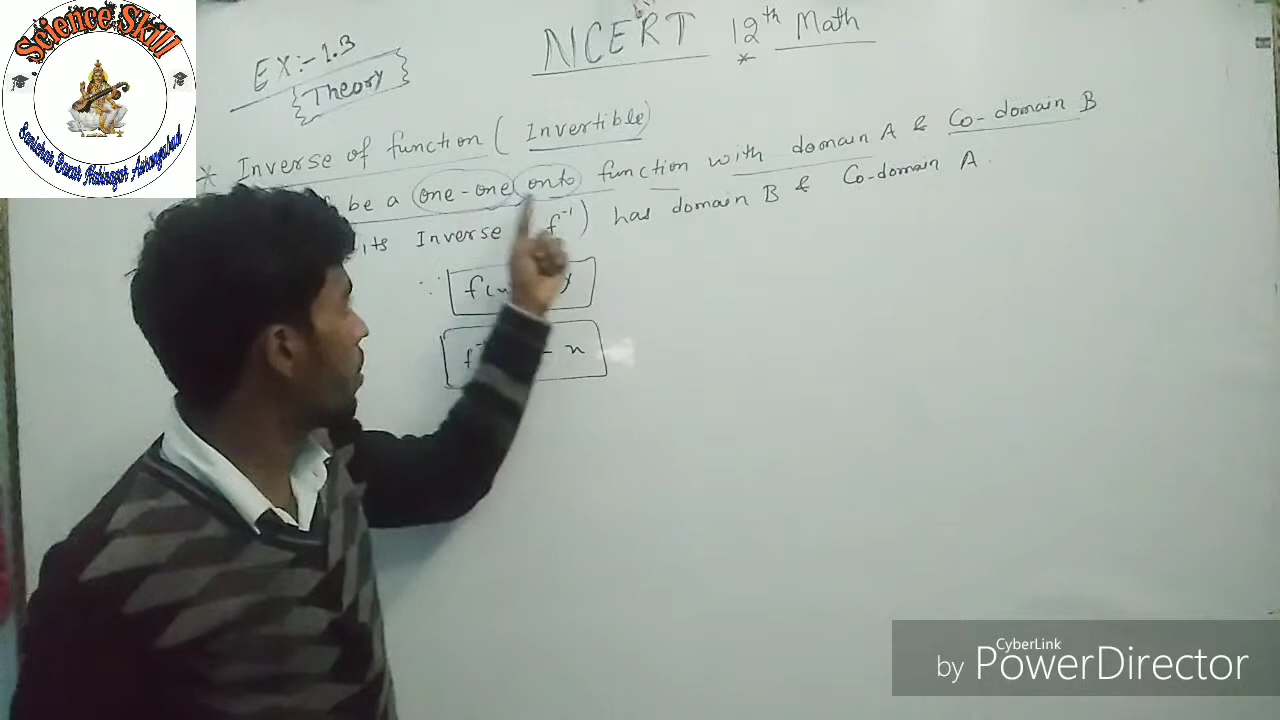 Science Skill
NCERT 12th Math
*
EX:- 1.3
Theory
* Inverse of function ( Invertible)
be a one-one onto function with domain A & Co-domain B
its Inverse f⁻¹) has domain B & Co-domain A.
∵ f(
f⁻ x
CyberLink
by PowerDirector